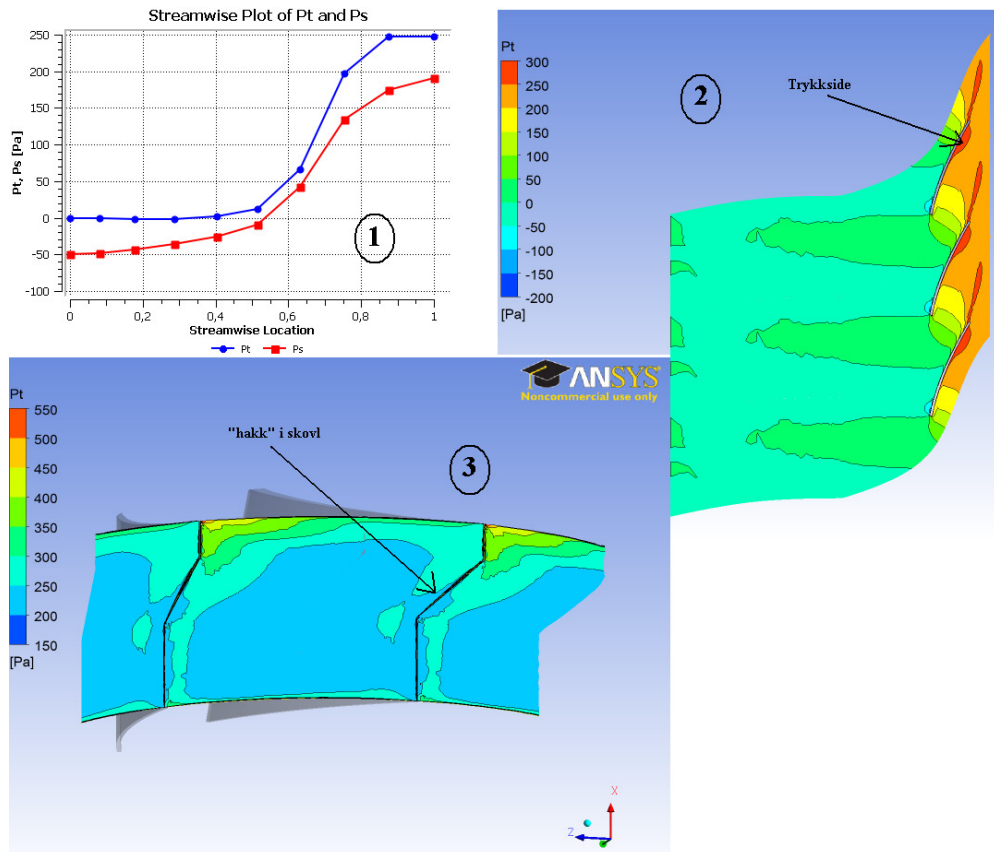 Streamwise Plot of Pt and Ps
250
200
150
100
50
0
-50
-100
Pt, Ps [Pa]
0
0,2
0,4
0,6
0,8
1
Streamwise Location
Pt
Ps
1
Pt
300
250
200
150
100
50
0
-50
-100
-150
-200
[Pa]
2
Trykkside
Pt
550
500
450
400
350
300
250
200
150
[Pa]
"hakk" i skovl
3
ANSYS
Noncommercial use only
X
Z